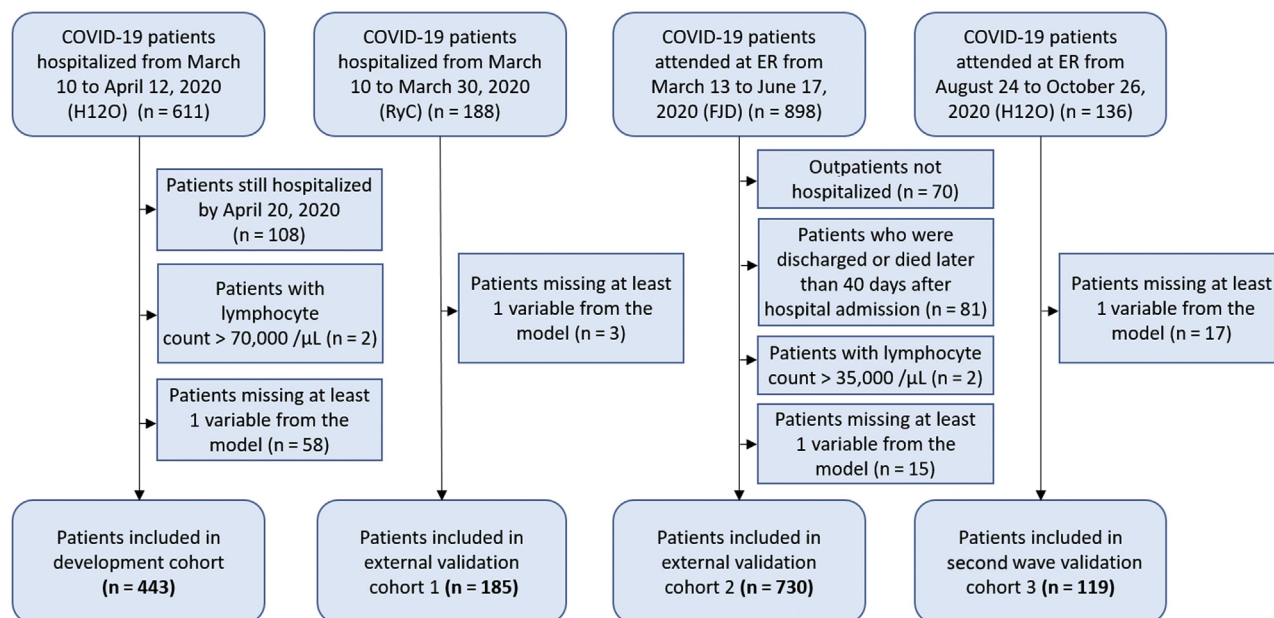 COVID-19 patients
hospitalized from March
10 to April 12, 2020
(H12O) (n = 611)
Patients still hospitalized
by April 20, 2020
(n = 108)
Patients with
lymphocyte
count > 70,000 /μL (n = 2)
Patients missing at least
1 variable from the
model (n = 58)
Patients included in
development cohort
(n = 443)
COVID-19 patients
hospitalized from March
10 to March 30, 2020
(RyC) (n = 188)
Patients missing at least
1 variable from the
model (n = 3)
Patients included in
external validation
cohort 1 (n = 185)
COVID-19 patients
attended at ER from
March 13 to June 17,
2020 (FJD) (n = 898)
Outpatients not
hospitalized (n = 70)
Patients who were
discharged or died later
than 40 days after
hospital admission (n = 81)
Patients with lymphocyte
count > 35,000 /μL (n = 2)
Patients missing at least
1 variable from the
model (n = 15)
Patients included in
external validation
cohort 2 (n = 730)
COVID-19 patients
attended at ER from
August 24 to October 26,
2020 (H12O) (n = 136)
Patients missing at least
1 variable from the
model (n = 17)
Patients included in
second wave validation
cohort 3 (n = 119)